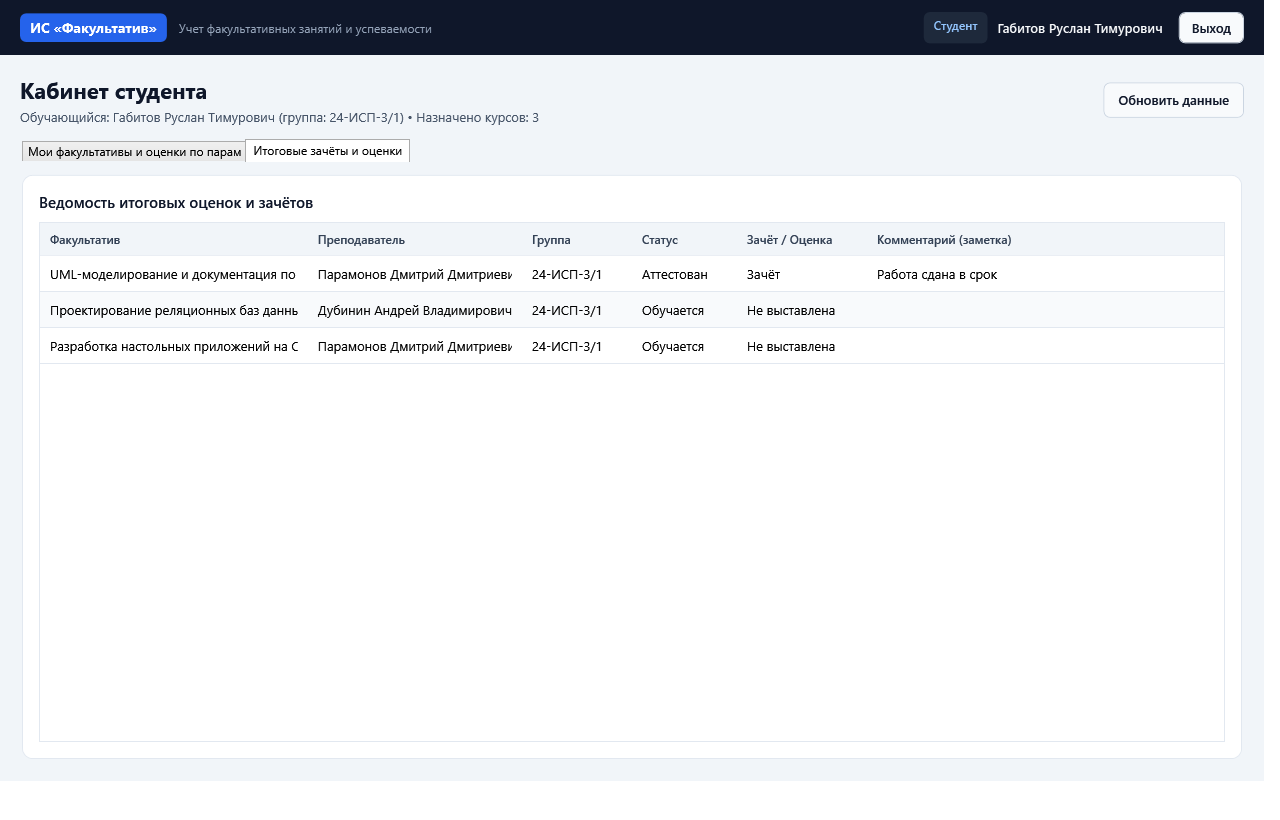 ИС «Факультатив» Учет факультативных занятий и успеваемости Студент Габитов Руслан Тимурович Выход
Кабинет студента
Обновить данные
Обучающийся: Габитов Руслан Тимурович (группа: 24-ИСП-3/1) • Назначено курсов: 3
Мои факультативы и оценки по парам Итоговые зачёты и оценки
Ведомость итоговых оценок и зачётов
Факультатив Преподаватель Группа Статус Зачёт / Оценка Комментарий (заметка)
UML-моделирование и документация по Парамонов Дмитрий Дмитриеви 24-ИСП-3/1 Аттестован Зачёт Работа сдана в срок
Проектирование реляционных баз данны Дубинин Андрей Владимирович 24-ИСП-3/1 Обучается Не выставлена
Разработка настольных приложений на C Парамонов Дмитрий Дмитриеви 24-ИСП-3/1 Обучается Не выставлена